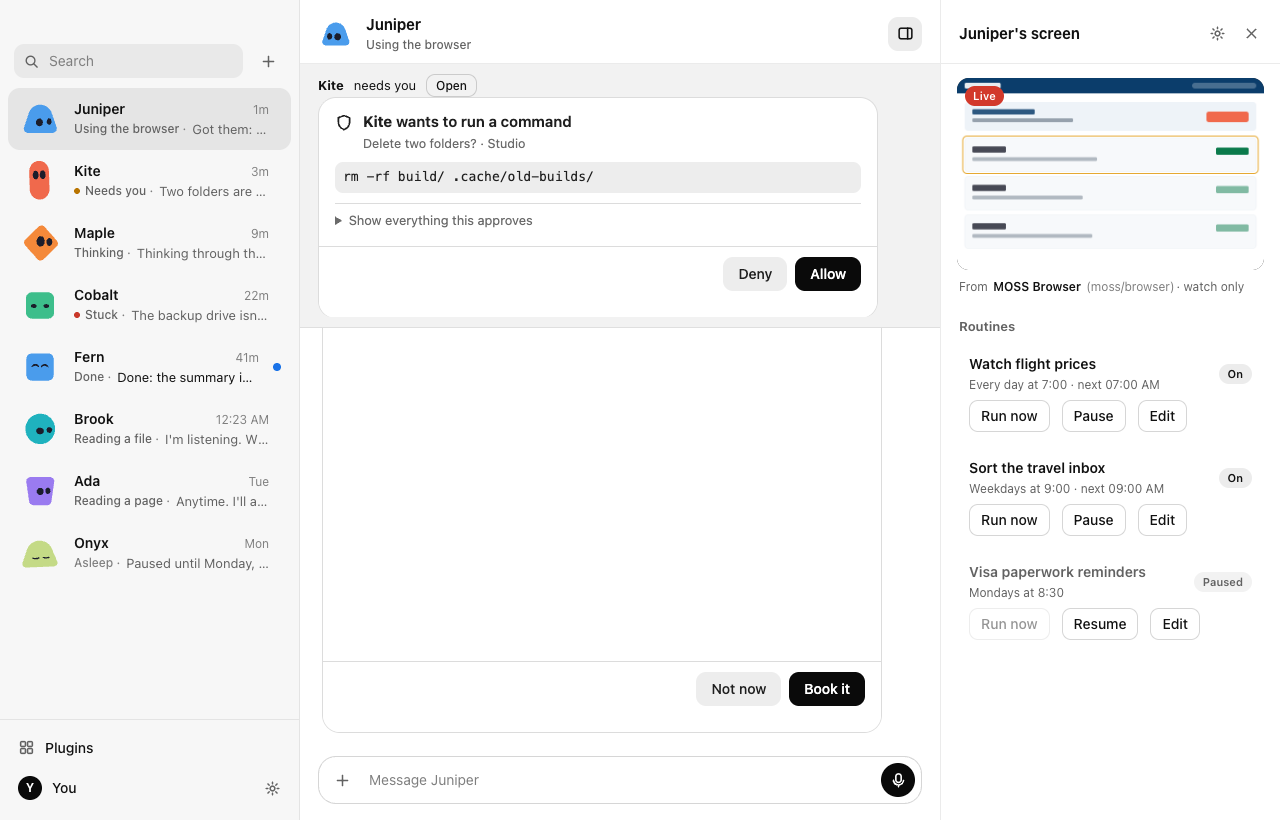 Search
Juniper
1m
Using the browser · Got them: ...
Kite
3m
Needs you · Two folders are ...
Maple
9m
Thinking · Thinking through th...
Cobalt
22m
Stuck · The backup drive isn...
Fern
41m
Done · Done: the summary i...
Brook
12:23 AM
Reading a file · I'm listening. W...
Ada
Tue
Reading a page · Anytime. I'll a...
Onyx
Mon
Asleep · Paused until Monday, ...
Plugins
Y
You
Juniper
Using the browser
Kite needs you Open
Kite wants to run a command
Delete two folders? · Studio
rm -rf build/ .cache/old-builds/
Show everything this approves
Deny
Allow
Not now
Book it
Message Juniper
Juniper's screen
Live
From MOSS Browser (moss/browser) · watch only
Routines
Watch flight prices
Every day at 7:00 · next 07:00 AM
On
Run now
Pause
Edit
Sort the travel inbox
Weekdays at 9:00 · next 09:00 AM
On
Run now
Pause
Edit
Visa paperwork reminders
Mondays at 8:30
Paused
Run now
Resume
Edit